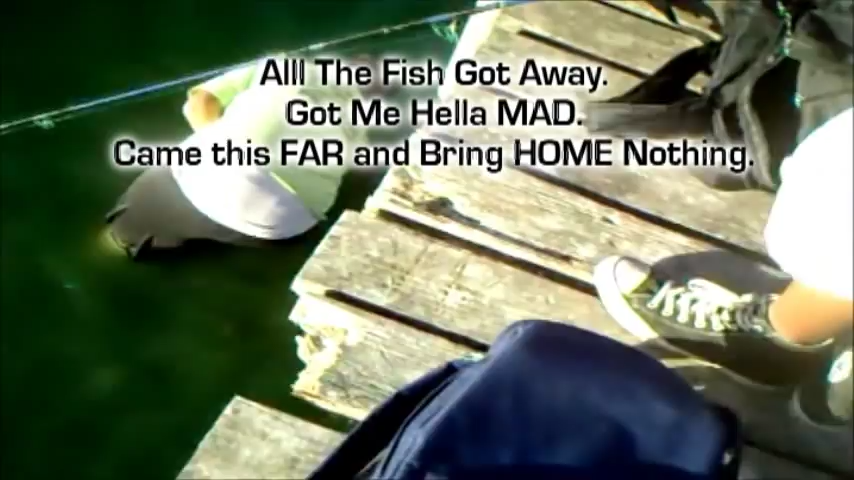 Alll The Fish Got Away.
Got Me Hella MAD.
Came this FAR and Bring HOME Nothing.